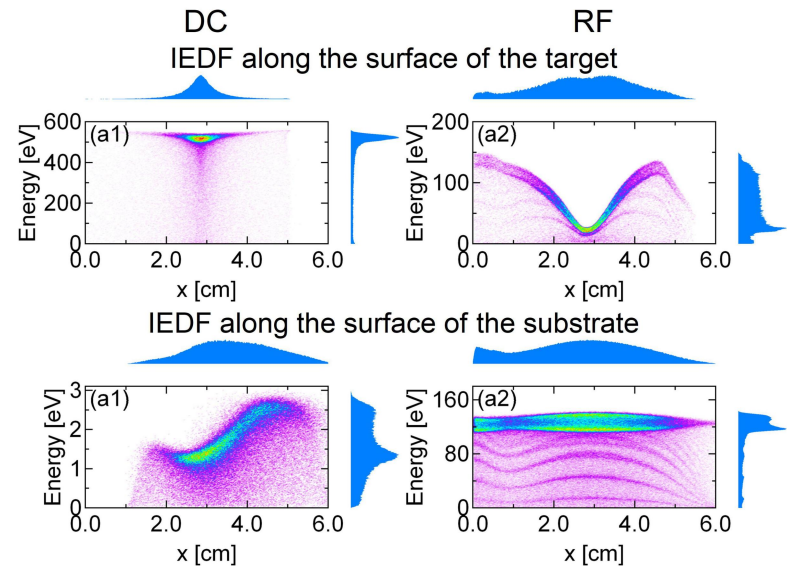 DC RF
IEDF along the surface of the target
600 (a1) 200 (a2)
400 100
200
0 0
Energy [eV] Energy [eV]
0.0 2.0 4.0 6.0 0.0 2.0 4.0 6.0
x [cm] x [cm]
IEDF along the surface of the substrate
3 (a1) 160 (a2)
2 120
80
1 40
0 0
Energy [eV] Energy [eV]
0.0 2.0 4.0 6.0 0.0 2.0 4.0 6.0
x [cm] x [cm]